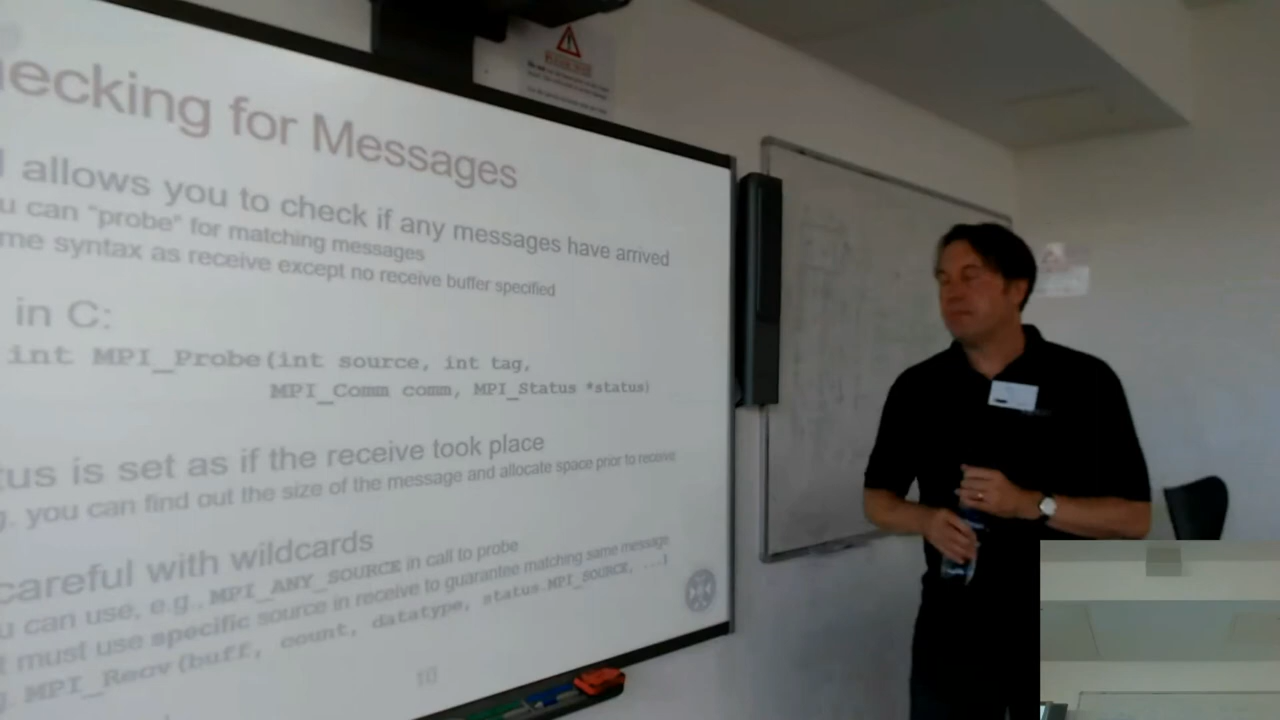 ecking for Messages
allows you to check if any messages have arrived
u can "probe" for matching messages
me syntax as receive except no receive buffer specified
in C:
int MPI_Probe(int source, int tag,
MPI_Comm comm, MPI_Status *status)
tus is set as if the receive took place
g. you can find out the size of the message and allocate space prior to receive
careful with wildcards
u can use, e.g., MPI_ANY_SOURCE in call to probe
t must use specific source in receive to guarantee matching same message
g. MPI_Recv(buff, count, datatype, status.MPI_SOURCE, ...)
10